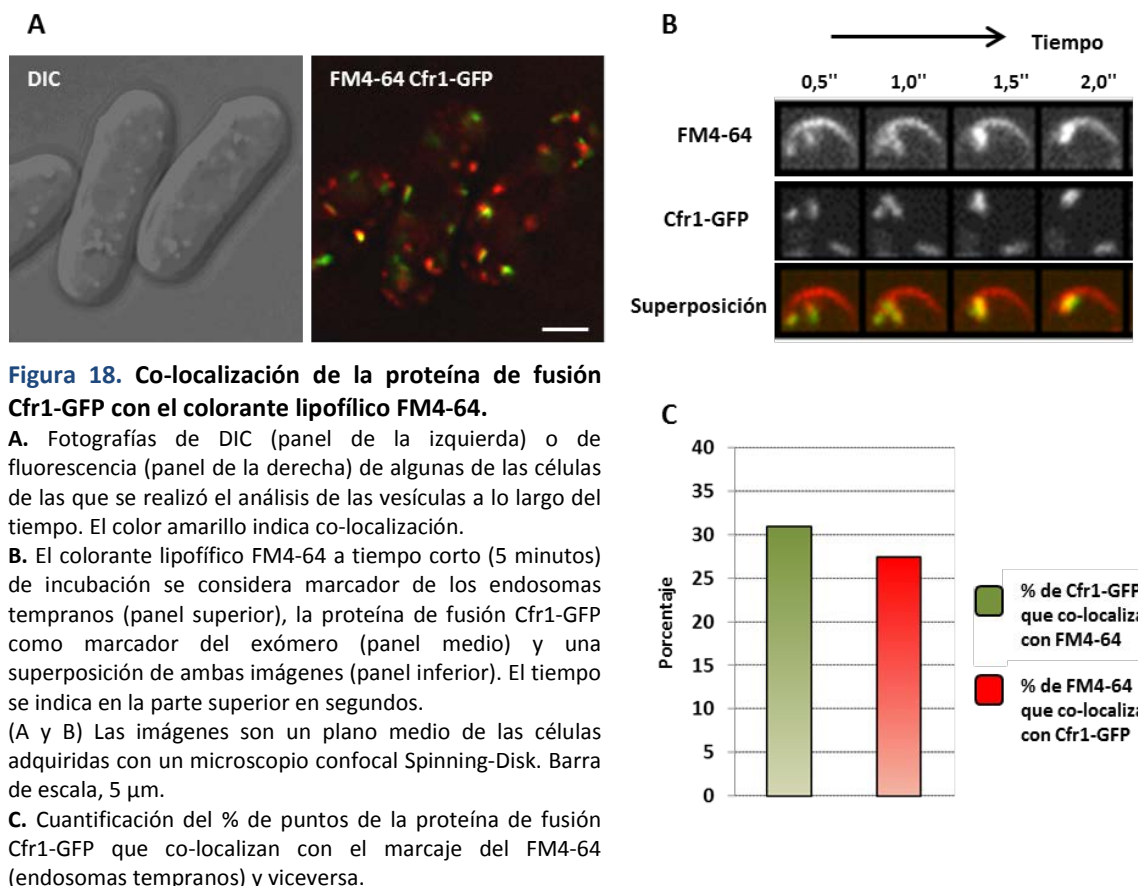 A
DIC
FM4-64 Cfr1-GFP
Figura 18. Co-localización de la proteína de fusión
Cfr1-GFP con el colorante lipofílico FM4-64.
A. Fotografías de DIC (panel de la izquierda) o de
fluorescencia (panel de la derecha) de algunas de las células
de las que se realizó el análisis de las vesículas a lo largo del
tiempo. El color amarillo indica co-localización.
B. El colorante lipofífico FM4-64 a tiempo corto (5 minutos)
de incubación se considera marcador de los endosomas
tempranos (panel superior), la proteína de fusión Cfr1-GFP
como marcador del exómero (panel medio) y una
superposición de ambas imágenes (panel inferior). El tiempo
se indica en la parte superior en segundos.
(A y B) Las imágenes son un plano medio de las células
adquiridas con un microscopio confocal Spinning-Disk. Barra
de escala, 5 µm.
C. Cuantificación del % de puntos de la proteína de fusión
Cfr1-GFP que co-localizan con el marcaje del FM4-64
(endosomas tempranos) y viceversa.
B
Tiempo
0,5'' 1,0'' 1,5'' 2,0''
FM4-64
Cfr1-GFP
Superposición
C
Porcentaje
40
35
30
25
20
15
10
5
0
% de Cfr1-GFP
que co-localiza
con FM4-64
% de FM4-64
que co-localiza
con Cfr1-GFP